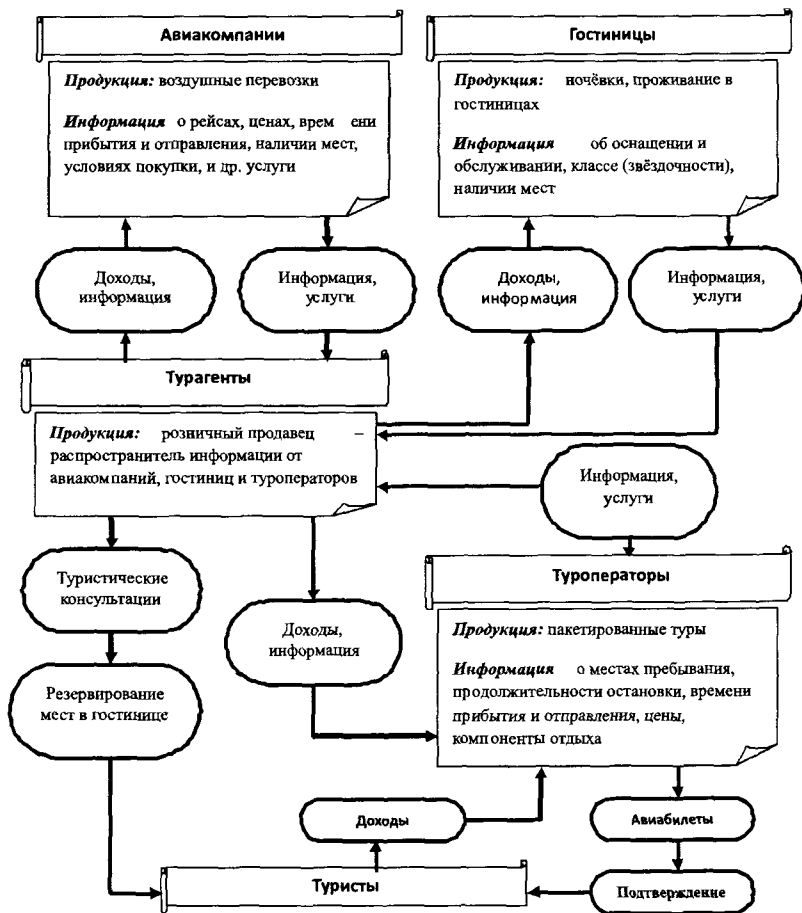 Авиакомпании
Продукция: воздушные перевозки
Информация о рейсах, ценах, врем ени
прибытия и отправления, наличии мест,
условиях покупки, и др. услуги
Гостиницы
Продукция: ночёвки, проживание в
гостиницах
Информация об оснащении и
обслуживании, классе (звёздочности),
наличии мест
Доходы,
информация
Информация,
услуги
Доходы,
информация
Информация,
услуги
Турагенты
Продукция: розничный продавец –
распространитель информации от
авиакомпаний, гостиниц и туроператоров
Информация,
услуги
Туристические
консультации
Доходы,
информация
Туроператоры
Продукция: пакетированные туры
Информация о местах пребывания,
продолжительности остановки, времени
прибытия и отправления, цены,
компоненты отдыха
Резервирование
мест в гостинице
Доходы
Авиабилеты
Туристы
Подтверждение